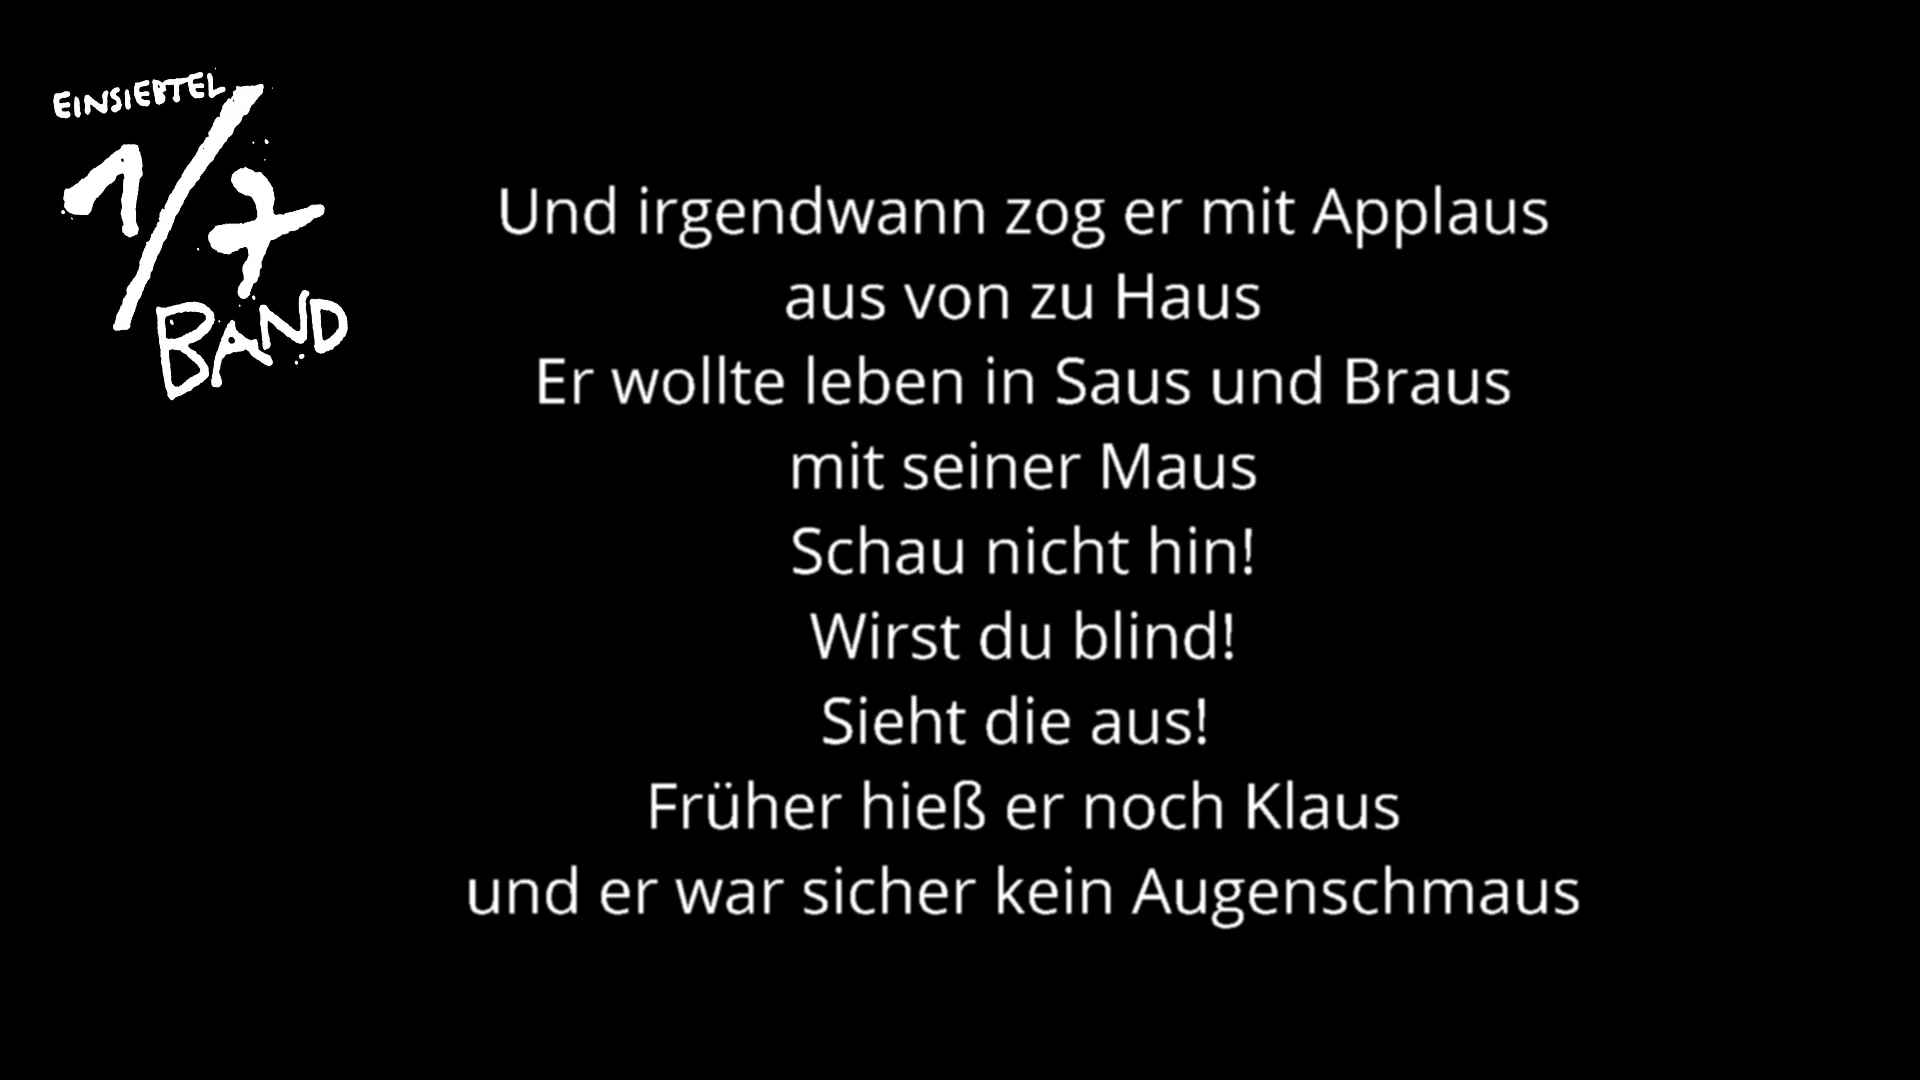 EINSIEBTEL
1/7
BAND
Und irgendwann zog er mit Applaus
aus von zu Haus
Er wollte leben in Saus und Braus
mit seiner Maus
Schau nicht hin!
Wirst du blind!
Sieht die aus!
Früher hieß er noch Klaus
und er war sicher kein Augenschmaus